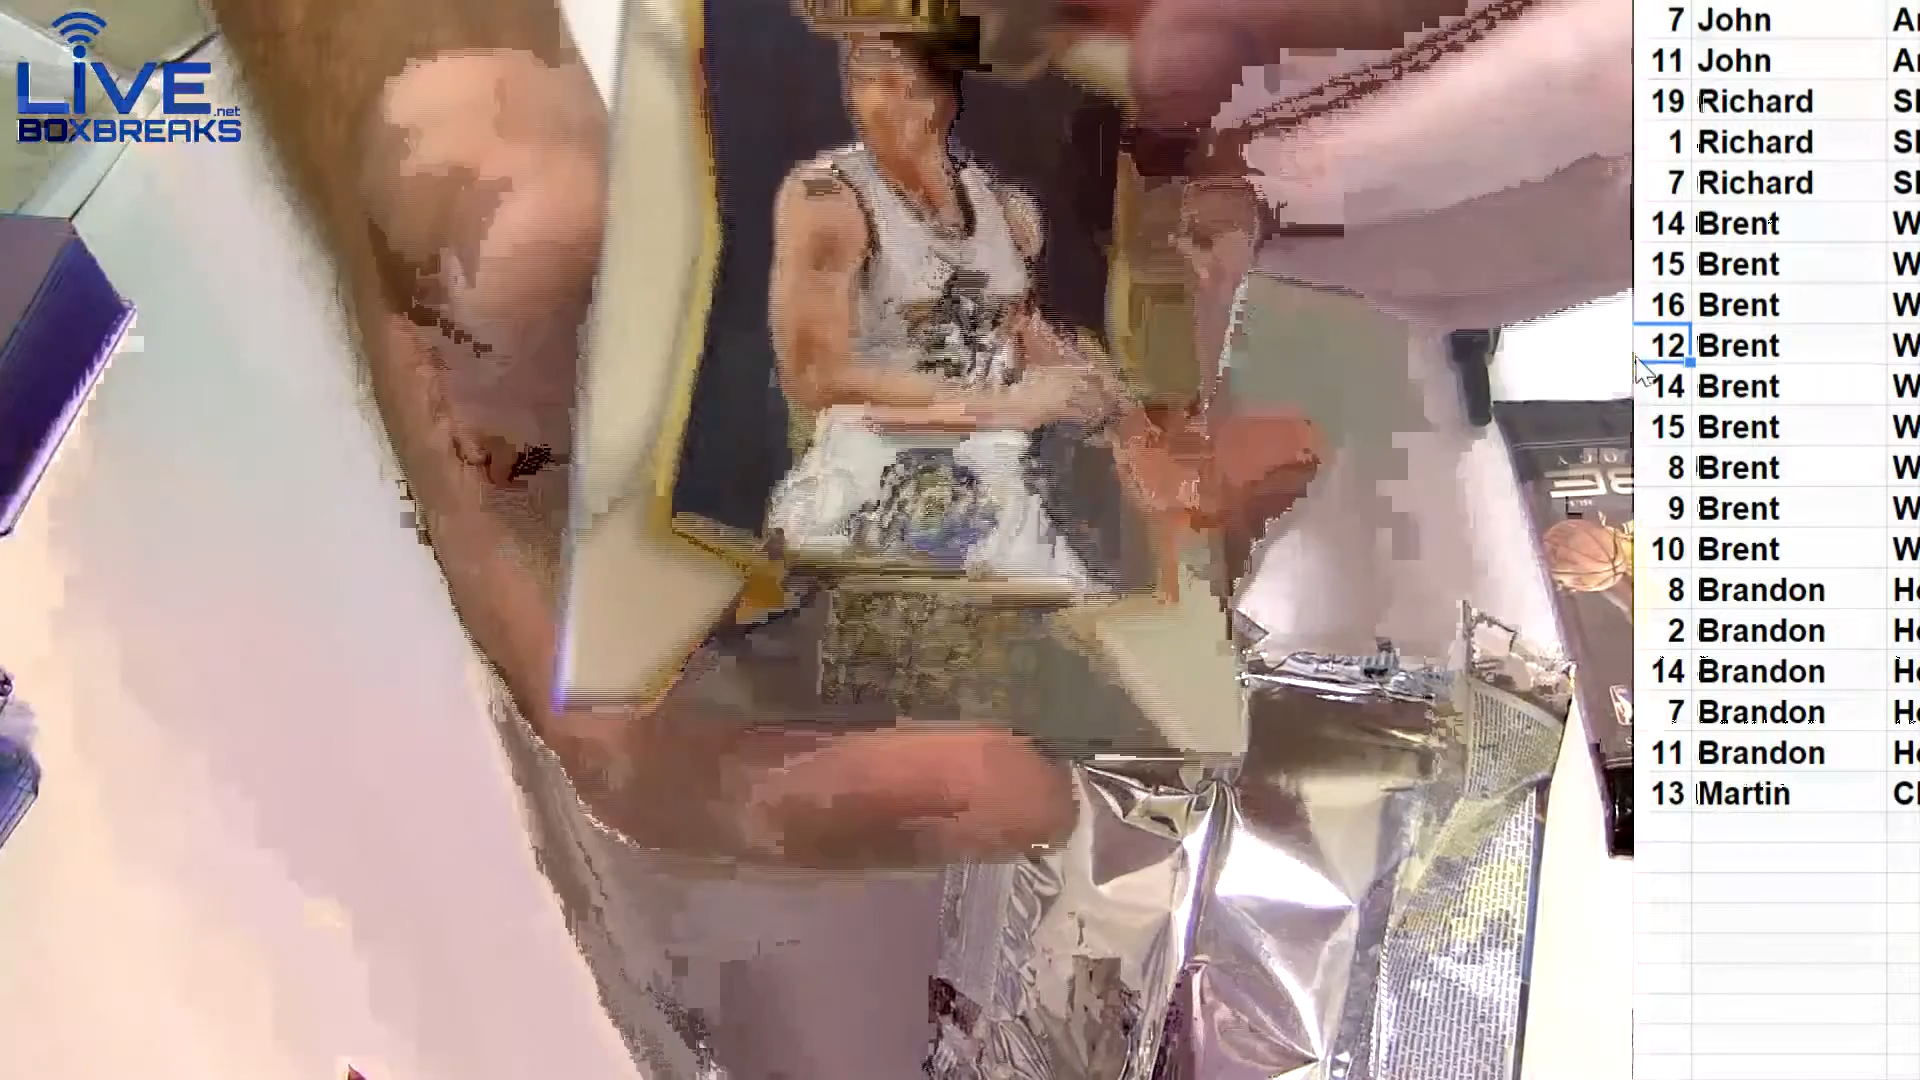 LiVE
.net
BOXBREAKS
7 John
11 John
19 Richard
1 Richard
7 Richard
14 Brent
15 Brent
16 Brent
12 Brent
14 Brent
15 Brent
8 Brent
9 Brent
10 Brent
8 Brandon
2 Brandon
14 Brandon
7 Brandon
11 Brandon
13 Martin